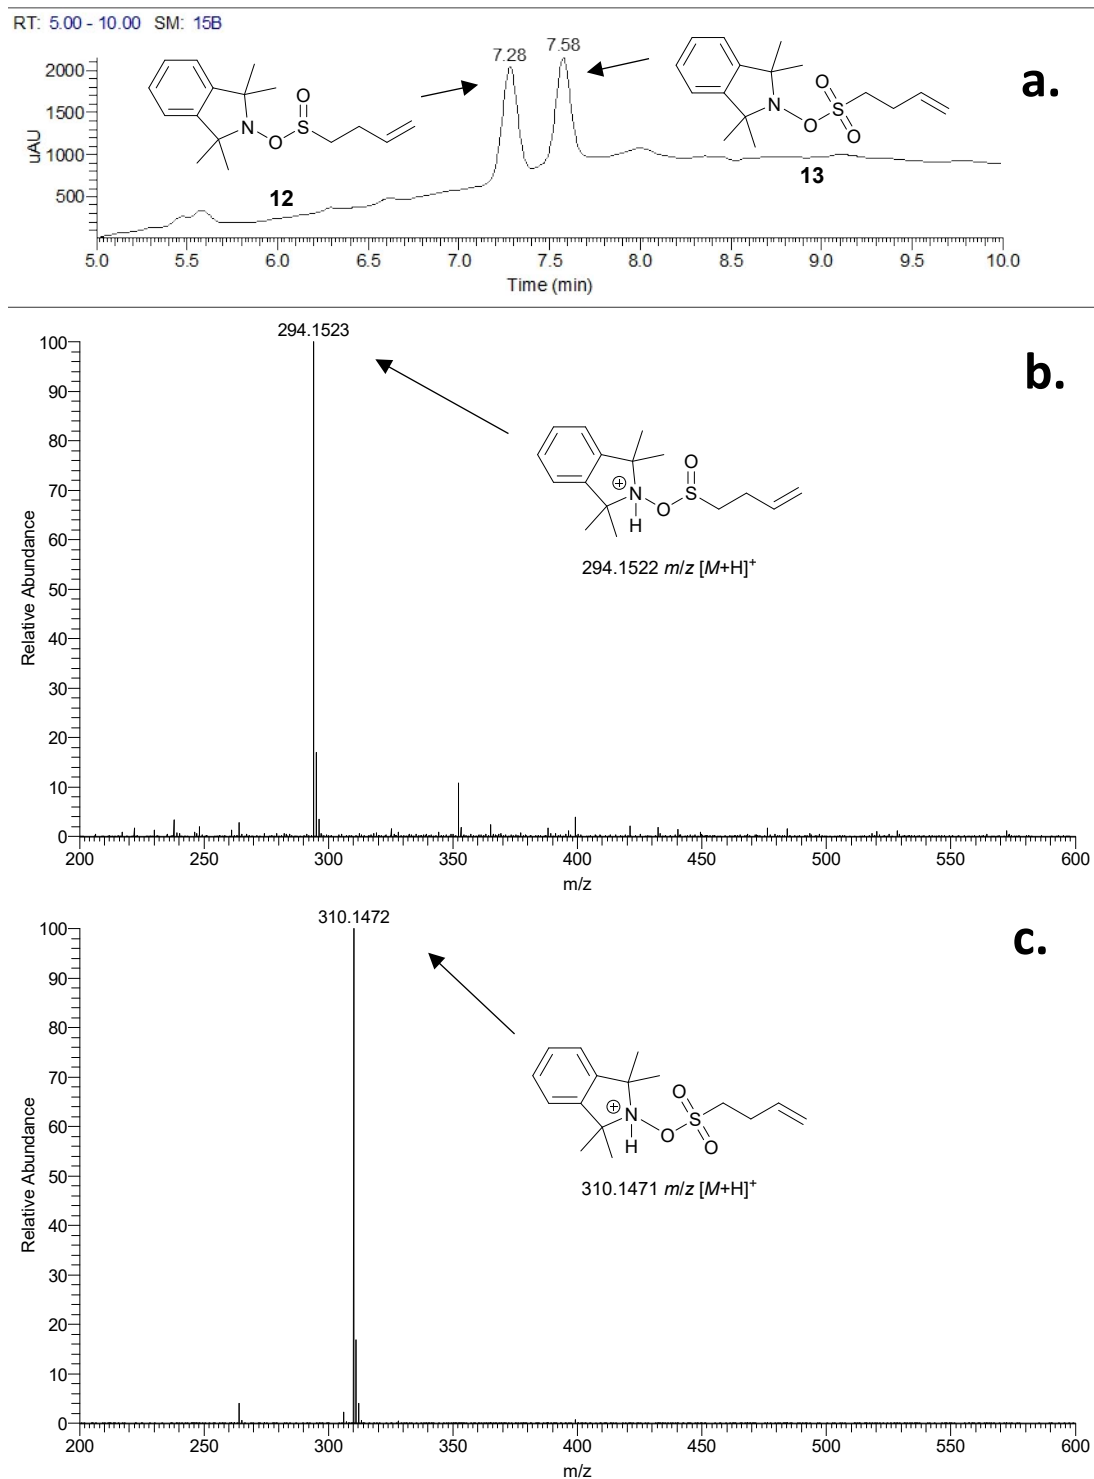 RT: 5.00 - 10.00 SM: 15B
a.
7.28
7.58
2000
1500
1000
500
uAU
N
O
S
O
12
N
O
S
O
O
13
5.0 5.5 6.0 6.5 7.0 7.5 8.0 8.5 9.0 9.5 10.0
Time (min)
b.
294.1523
100
90
80
70
60
50
40
30
20
10
0
Relative Abundance
⊕
N
H
O
S
O
294.1522 m/z [M+H]⁺
200 250 300 350 400 450 500 550 600
m/z
c.
310.1472
100
90
80
70
60
50
40
30
20
10
0
Relative Abundance
⊕
N
H
O
S
O
O
310.1471 m/z [M+H]⁺
200 250 300 350 400 450 500 550 600
m/z